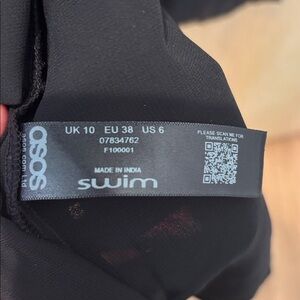 asos
asos.com ltd
UK 10 EU 38 US 6
07834762
F100001
MADE IN INDIA
swim
PLEASE SCAN ME FOR
TRANSLATIONS